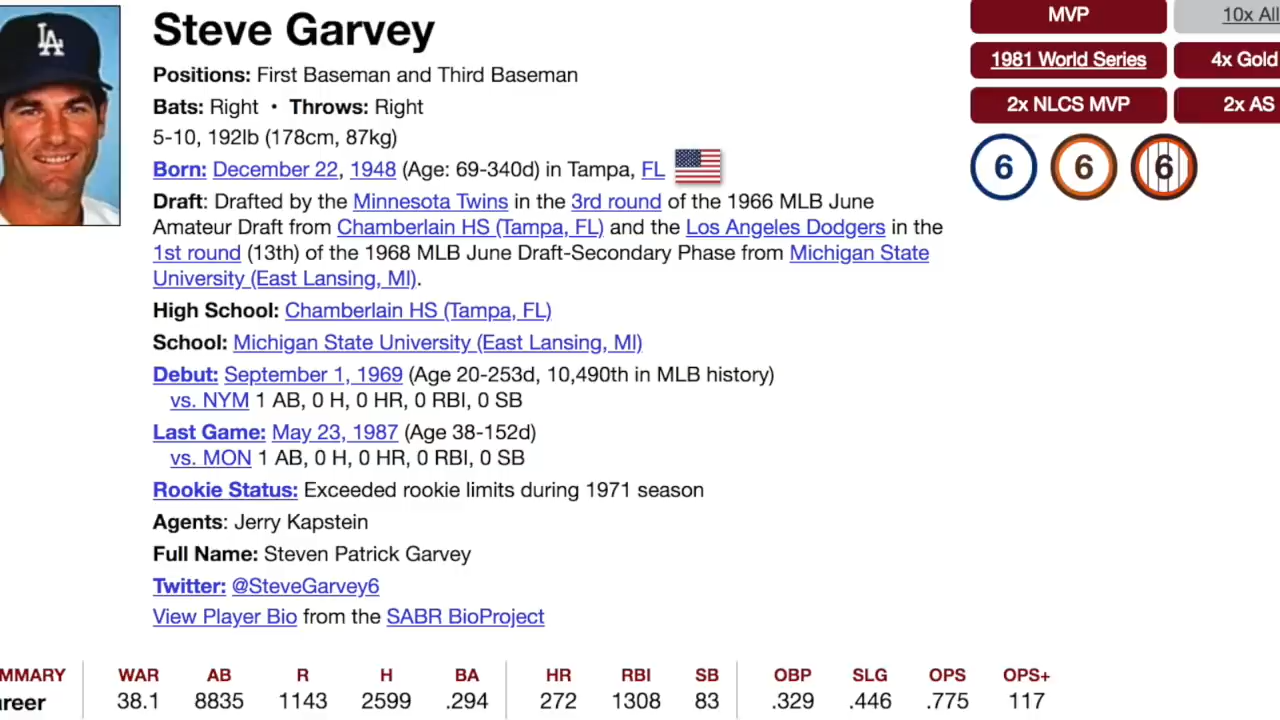 LA
Steve Garvey
Positions: First Baseman and Third Baseman
Bats: Right • Throws: Right
5-10, 192lb (178cm, 87kg)
Born: December 22, 1948 (Age: 69-340d) in Tampa, FL
Draft: Drafted by the Minnesota Twins in the 3rd round of the 1966 MLB June
Amateur Draft from Chamberlain HS (Tampa, FL) and the Los Angeles Dodgers in the
1st round (13th) of the 1968 MLB June Draft-Secondary Phase from Michigan State
University (East Lansing, MI).
High School: Chamberlain HS (Tampa, FL)
School: Michigan State University (East Lansing, MI)
Debut: September 1, 1969 (Age 20-253d, 10,490th in MLB history)
vs. NYM 1 AB, 0 H, 0 HR, 0 RBI, 0 SB
Last Game: May 23, 1987 (Age 38-152d)
vs. MON 1 AB, 0 H, 0 HR, 0 RBI, 0 SB
Rookie Status: Exceeded rookie limits during 1971 season
Agents: Jerry Kapstein
Full Name: Steven Patrick Garvey
Twitter: @SteveGarvey6
View Player Bio from the SABR BioProject
MVP 10x All
1981 World Series 4x Gold
2x NLCS MVP 2x AS
6 6 6
MMARY WAR AB R H BA HR RBI SB OBP SLG OPS OPS+
areer 38.1 8835 1143 2599 .294 272 1308 83 .329 .446 .775 117